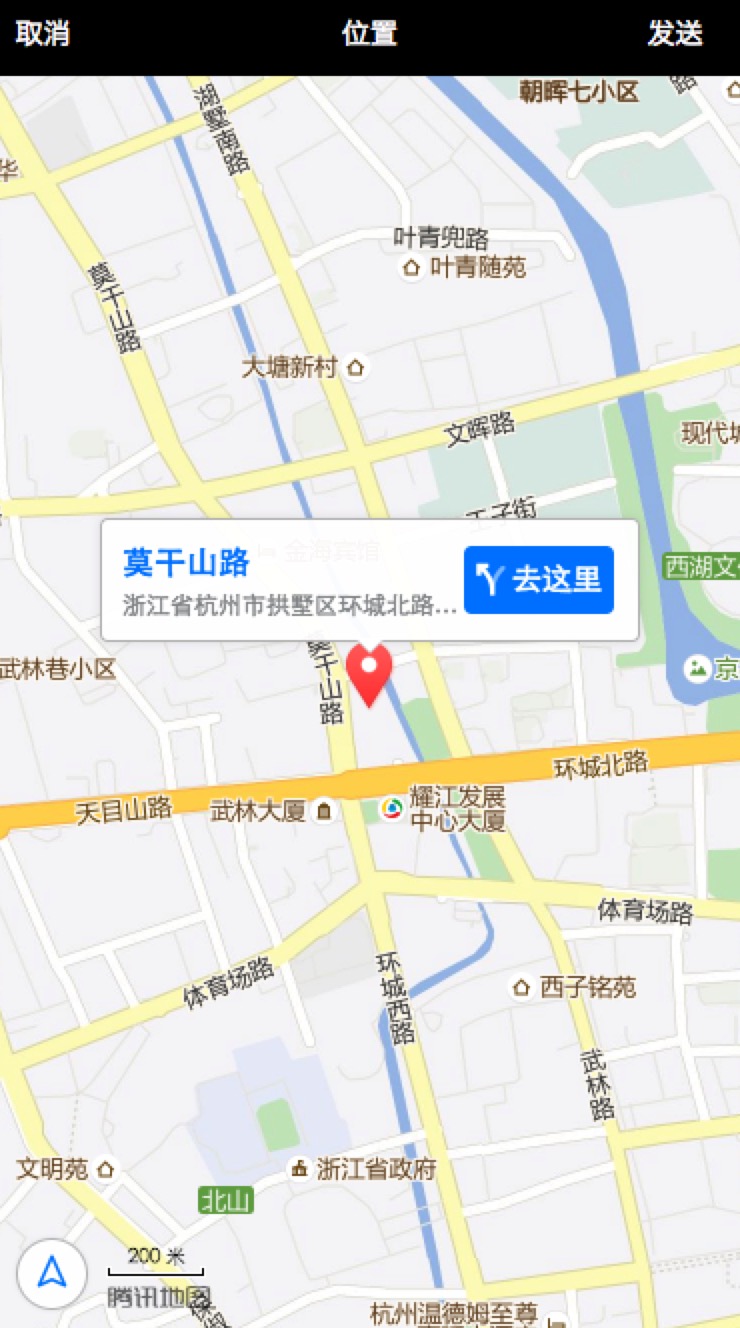 取消
位置
发送
朝晖七小区
路
湖墅南路
华
叶青兜路
叶青随苑
莫干山路
大塘新村
文晖路
现代城
王子街
金海宾馆
莫干山路
浙江省杭州市拱墅区环城北路...
去这里
西湖文
武林巷小区
莫干山路
京
环城北路
天目山路
武林大厦
耀江发展
中心大厦
体育场路
体育场路
环城西路
西子铭苑
武林路
文明苑
浙江省政府
北山
200 米
腾讯地图
杭州温德姆至尊